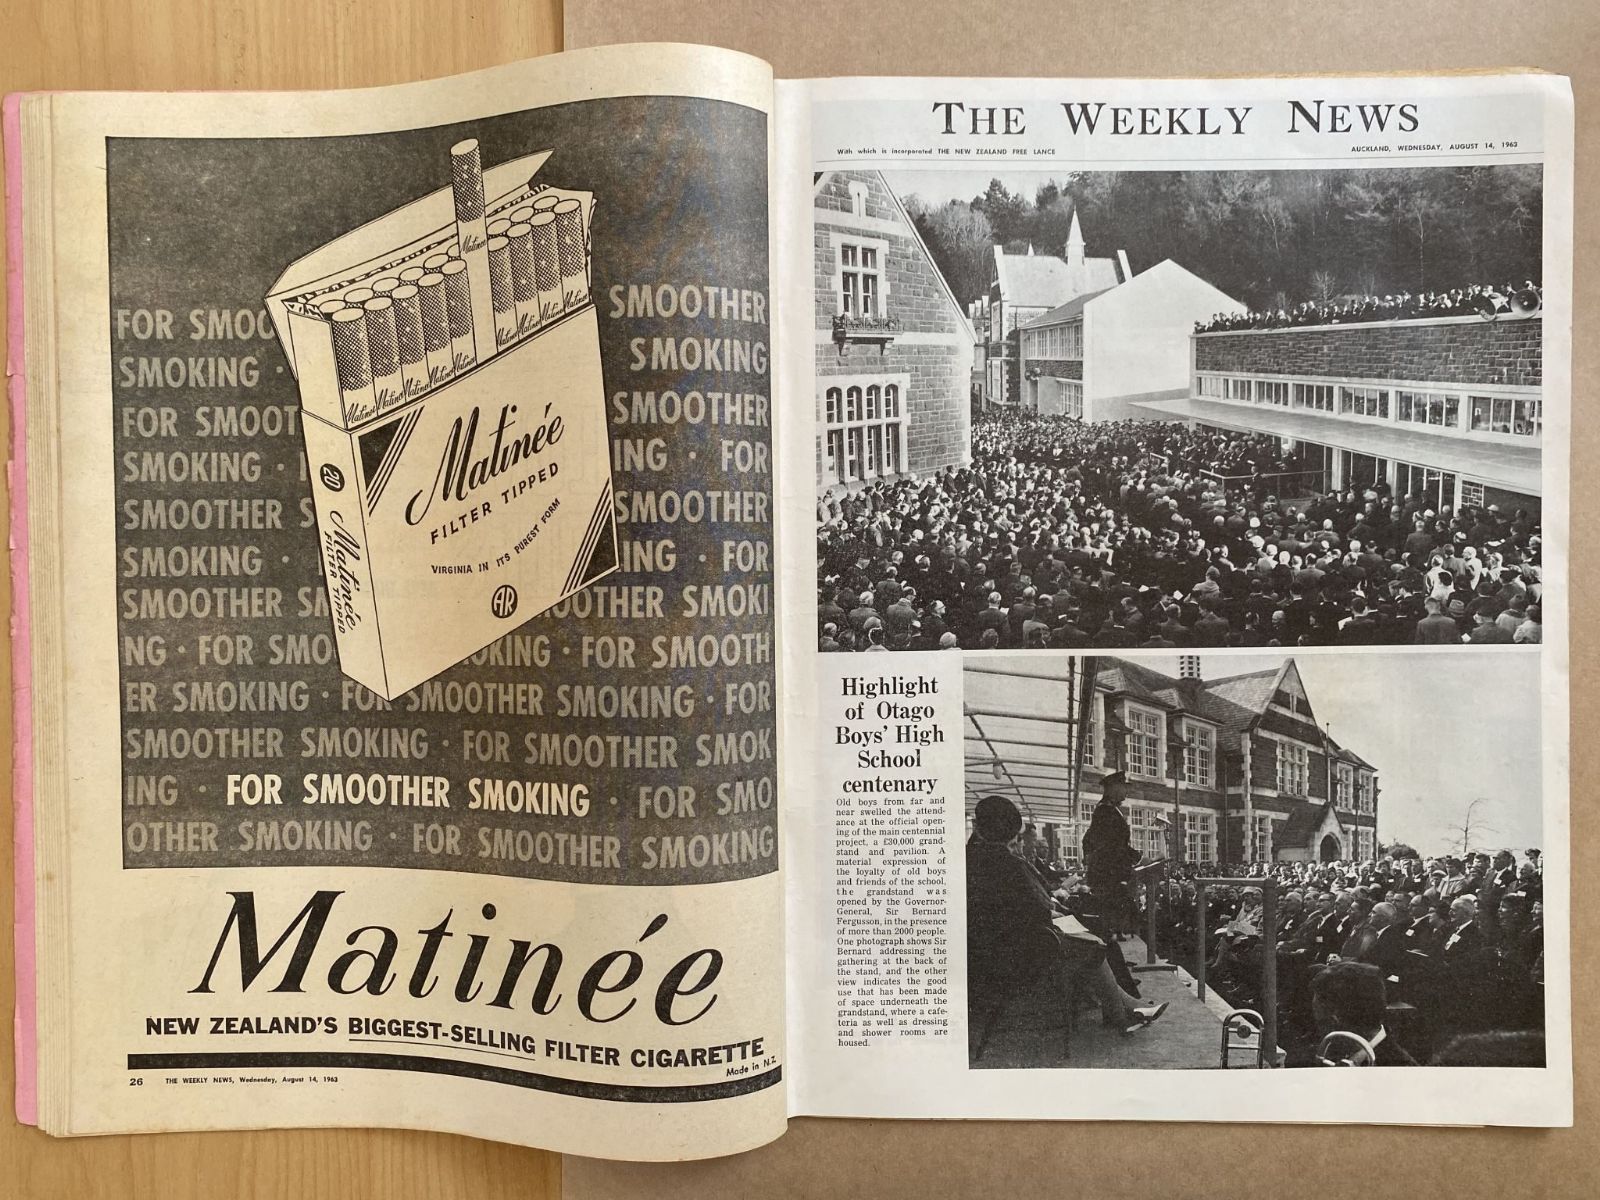 FOR SMOO
SMOOTHER
SMOKING ·
SMOKING
FOR SMOOT
SMOOTHER
SMOKING ·
ING · FOR
SMOOTHER S
SMOOTHER
SMOKING ·
ING · FOR
SMOOTHER SM
OOTHER SMOKI
NG · FOR SMO
OKING · FOR SMOOTH
ER SMOKING · FOR SMOOTHER SMOKING · FOR
SMOOTHER SMOKING · FOR SMOOTHER SMOK
ING · FOR SMOOTHER SMOKING · FOR SMO
OTHER SMOKING · FOR SMOOTHER SMOKING
Matinée
Matinée
FILTER TIPPED
VIRGINIA IN ITS PUREST FORM
AR
20
Matinée
FILTER TIPPED
Matinée
NEW ZEALAND'S BIGGEST-SELLING FILTER CIGARETTE
Made in N.Z.
26 THE WEEKLY NEWS, Wednesday, August 14, 1963
THE WEEKLY NEWS
With which is incorporated THE NEW ZEALAND FREE LANCE
AUCKLAND, WEDNESDAY, AUGUST 14, 1963
Highlight
of Otago
Boys' High
School
centenary
Old boys from far and
near swelled the attend-
ance at the official open-
ing of the main centennial
project, a £30,000 grand-
stand and pavilion. A
material expression of
the loyalty of old boys
and friends of the school,
the grandstand was
opened by the Governor-
General, Sir Bernard
Fergusson, in the presence
of more than 2000 people.
One photograph shows Sir
Bernard addressing the
gathering at the back of
the stand, and the other
view indicates the good
use that has been made
of space underneath the
grandstand, where a cafe-
teria as well as dressing
and shower rooms are
housed.